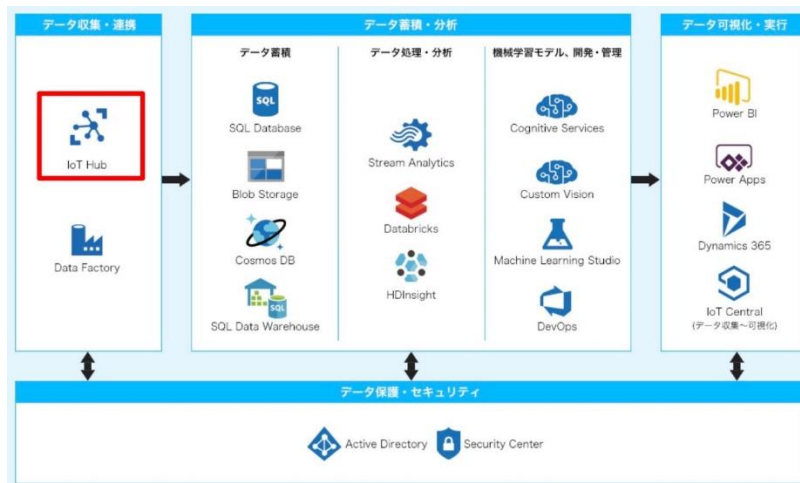 データ収集・連携
IoT Hub
Data Factory
データ蓄積・分析
データ蓄積
SQL
SQL Database
Blob Storage
Cosmos DB
SQL
SQL Data Warehouse
データ処理・分析
Stream Analytics
Databricks
HDInsight
機械学習モデル、開発・管理
Cognitive Services
Custom Vision
Machine Learning Studio
DevOps
データ可視化・実行
Power BI
Power Apps
Dynamics 365
IoT Central
(データ収集～可視化)
データ保護・セキュリティ
Active Directory
Security Center